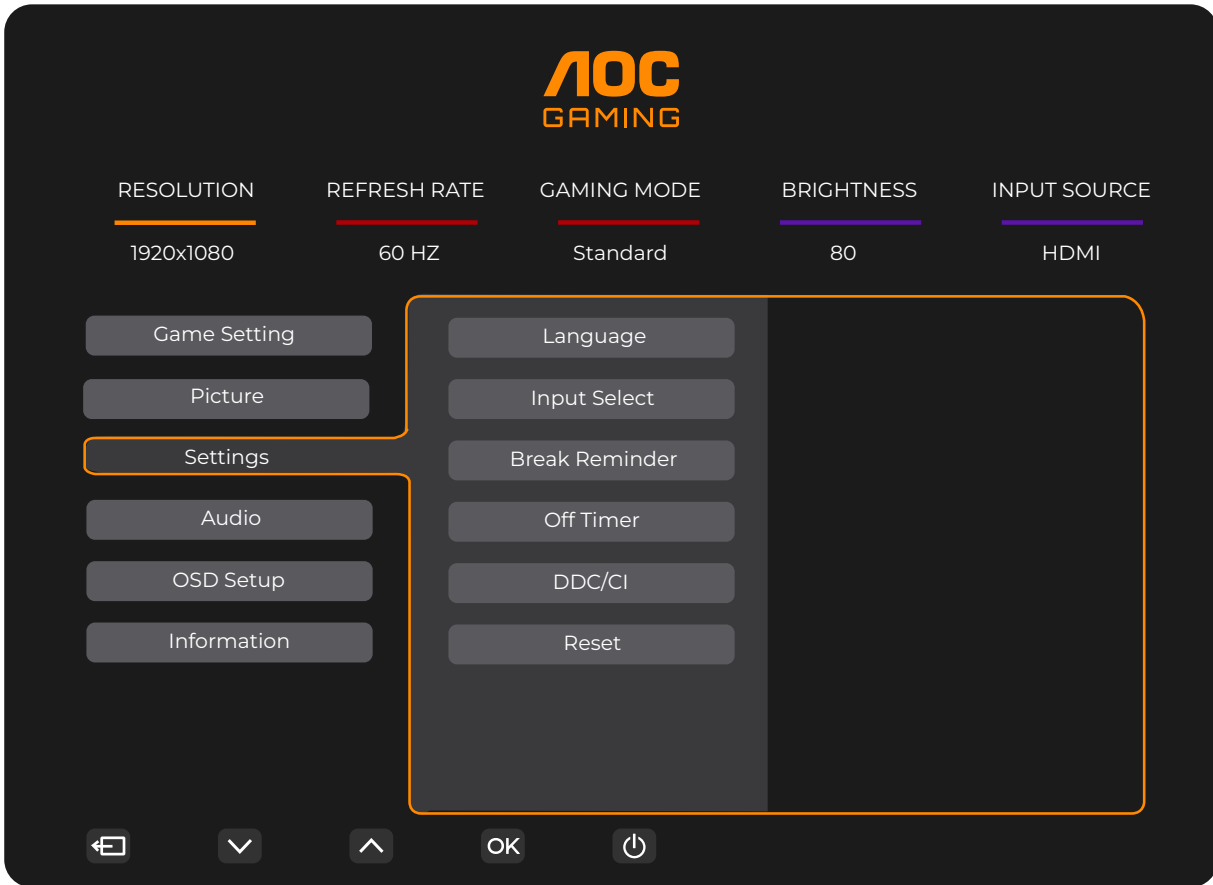 AOC
GAMING
RESOLUTION REFRESH RATE GAMING MODE BRIGHTNESS INPUT SOURCE
1920x1080 60 HZ Standard 80 HDMI
Game Setting
Picture
Settings
Audio
OSD Setup
Information
Language
Input Select
Break Reminder
Off Timer
DDC/CI
Reset
OK